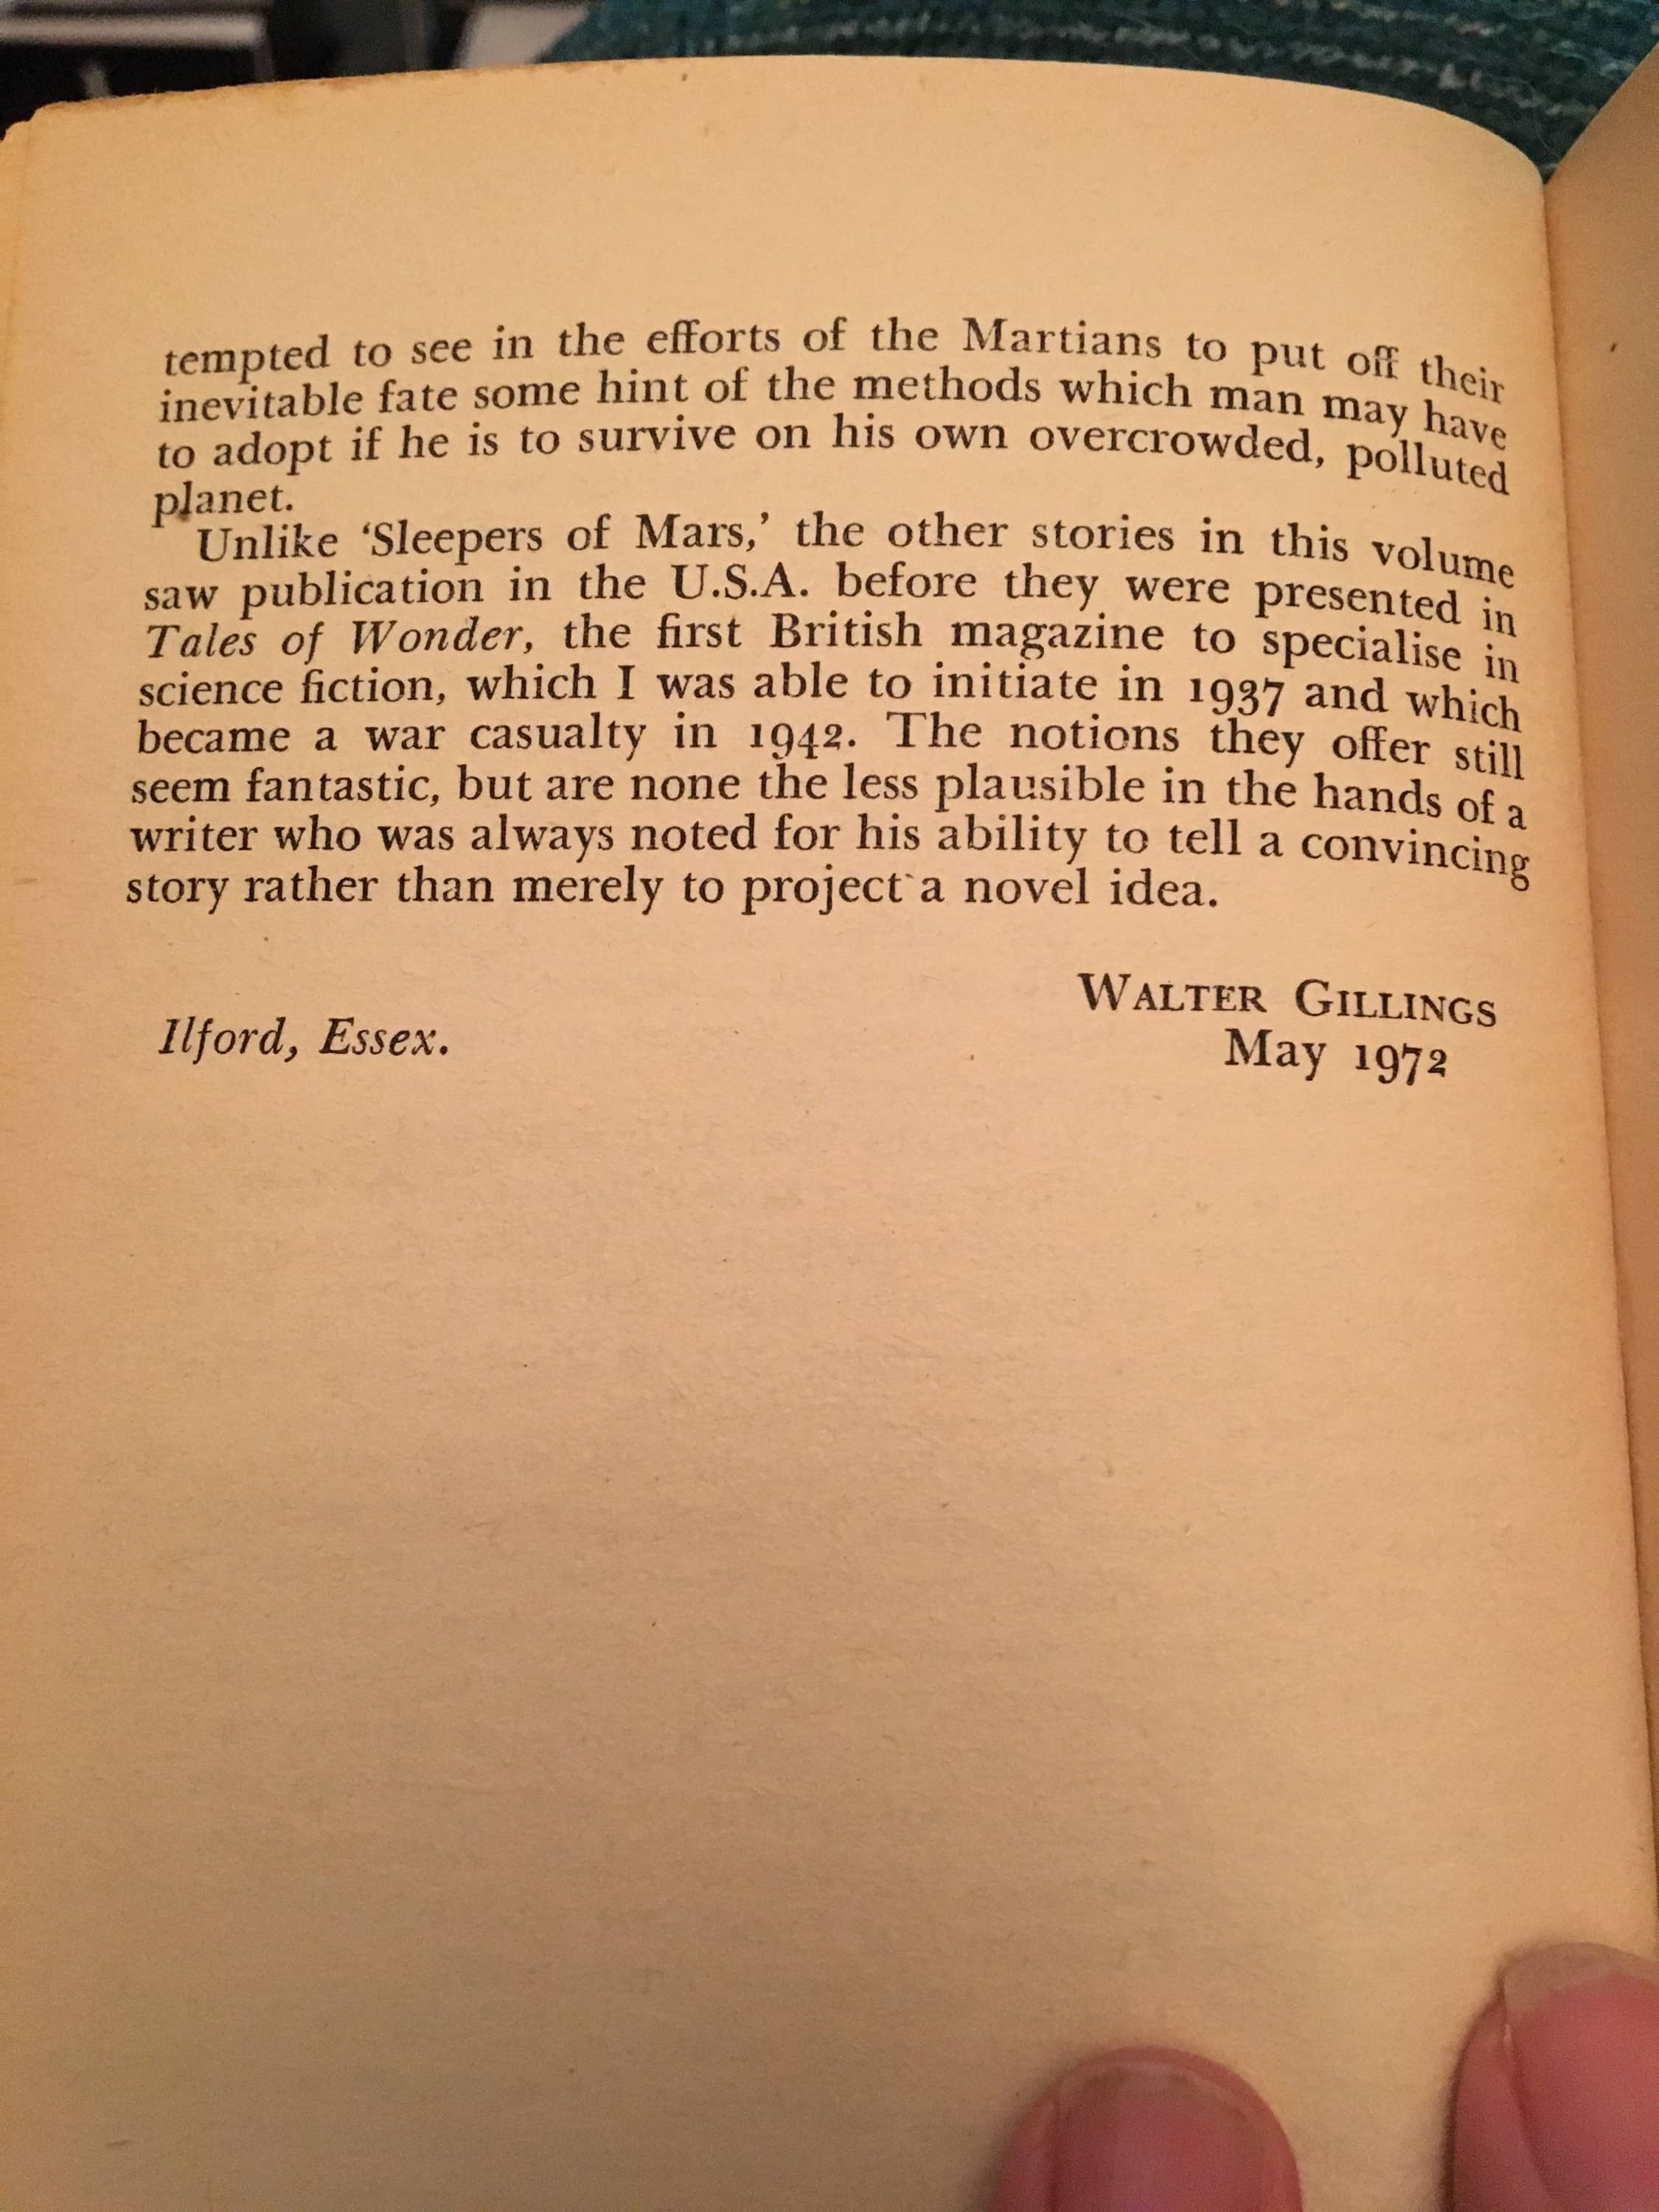 tempted to see in the efforts of the Martians to put off their
inevitable fate some hint of the methods which man may have
to adopt if he is to survive on his own overcrowded, polluted
planet.
Unlike ‘Sleepers of Mars,’ the other stories in this volume
saw publication in the U.S.A. before they were presented in
Tales of Wonder, the first British magazine to specialise in
science fiction, which I was able to initiate in 1937 and which
became a war casualty in 1942. The notions they offer still
seem fantastic, but are none the less plausible in the hands of a
writer who was always noted for his ability to tell a convincing
story rather than merely to project a novel idea.
WALTER GILLINGS
Ilford, Essex.
May 1972